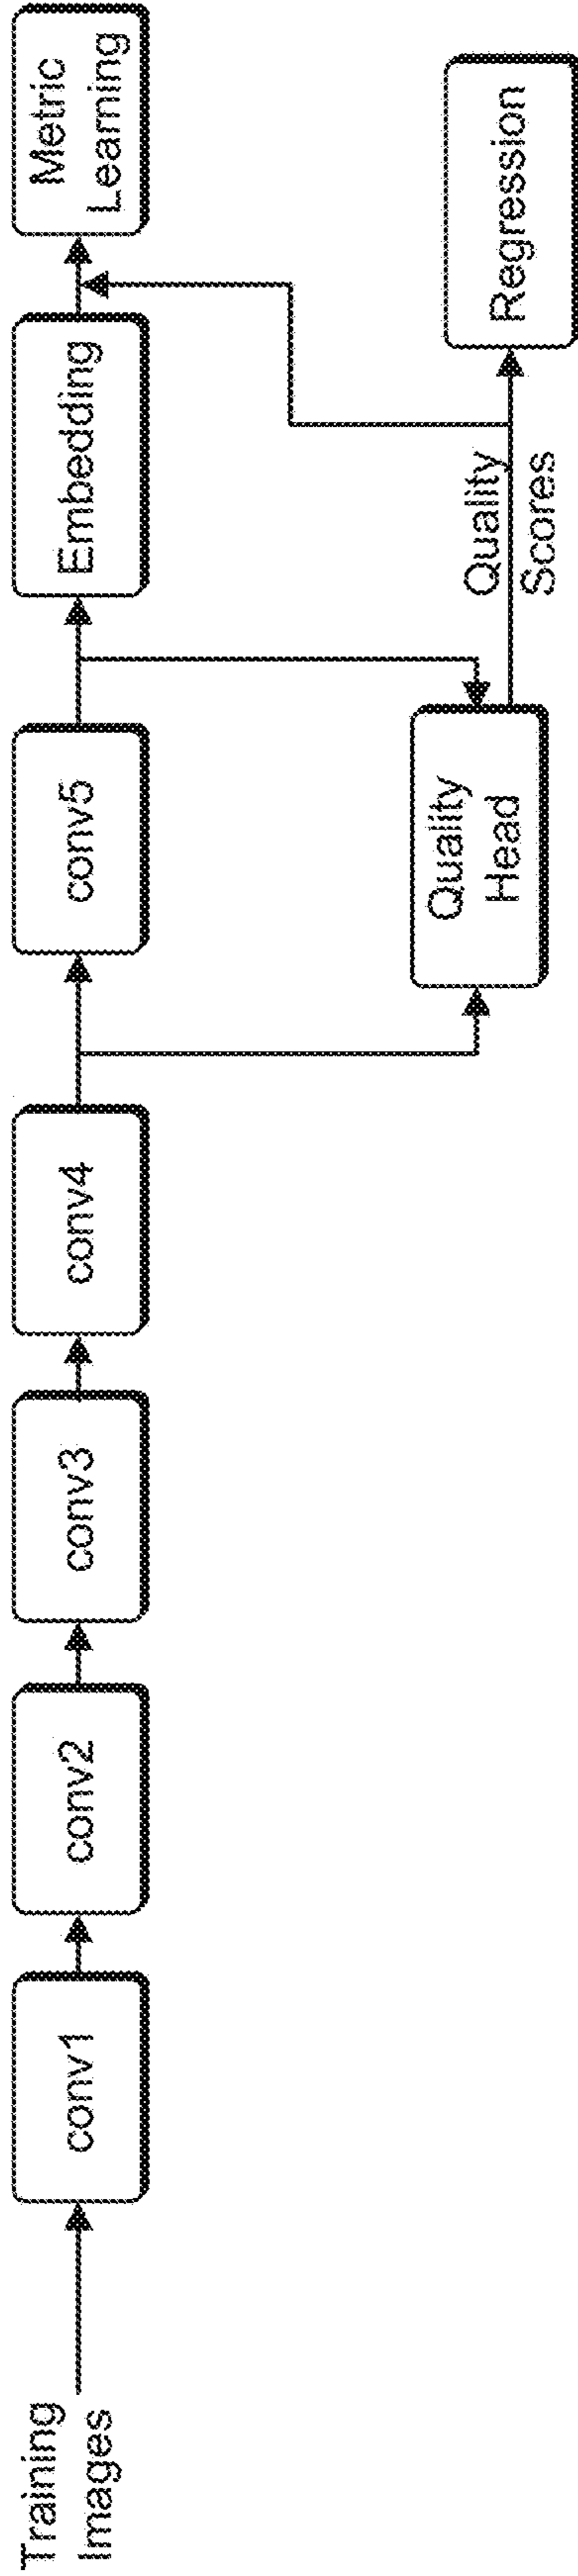 Training
Images
conv1
conv2
conv3
conv4
conv5
Embedding
Metric
Learning
Quality
Head
Quality
Scores
Regression